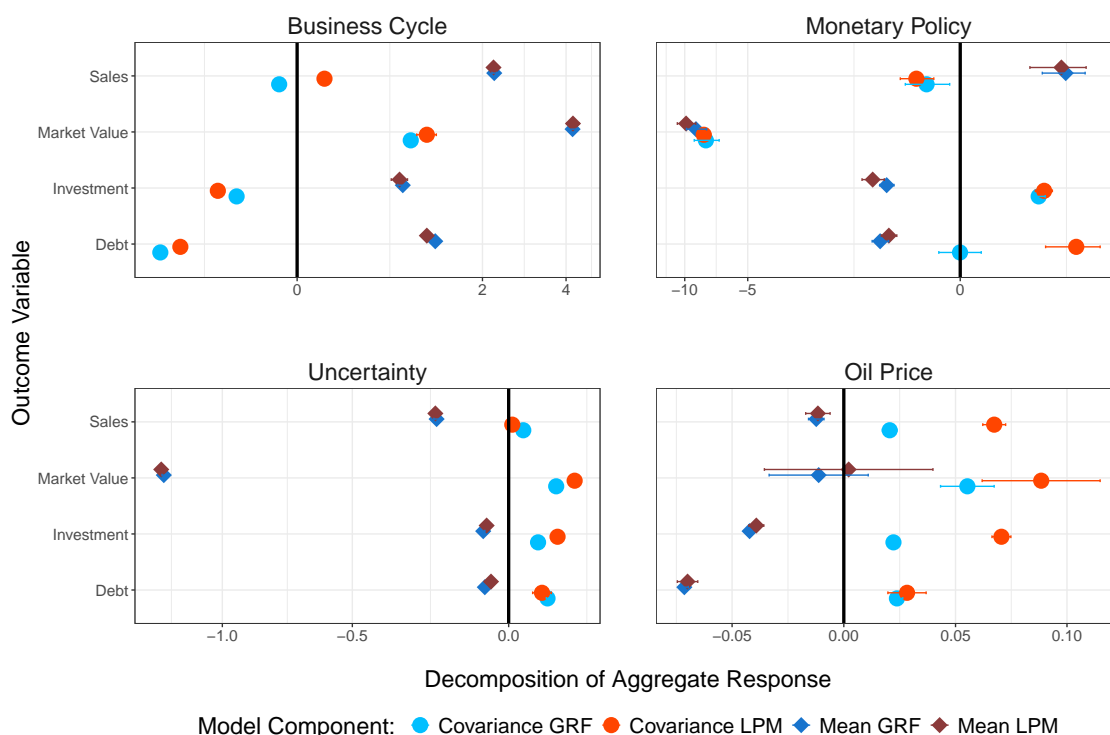 Business Cycle
Monetary Policy
Sales
Market Value
Investment
Debt
0
2
4
−10
−5
0
Outcome Variable
Uncertainty
Oil Price
Sales
Market Value
Investment
Debt
−1.0
−0.5
0.0
−0.05
0.00
0.05
0.10
Decomposition of Aggregate Response
Model Component: Covariance GRF Covariance LPM Mean GRF Mean LPM